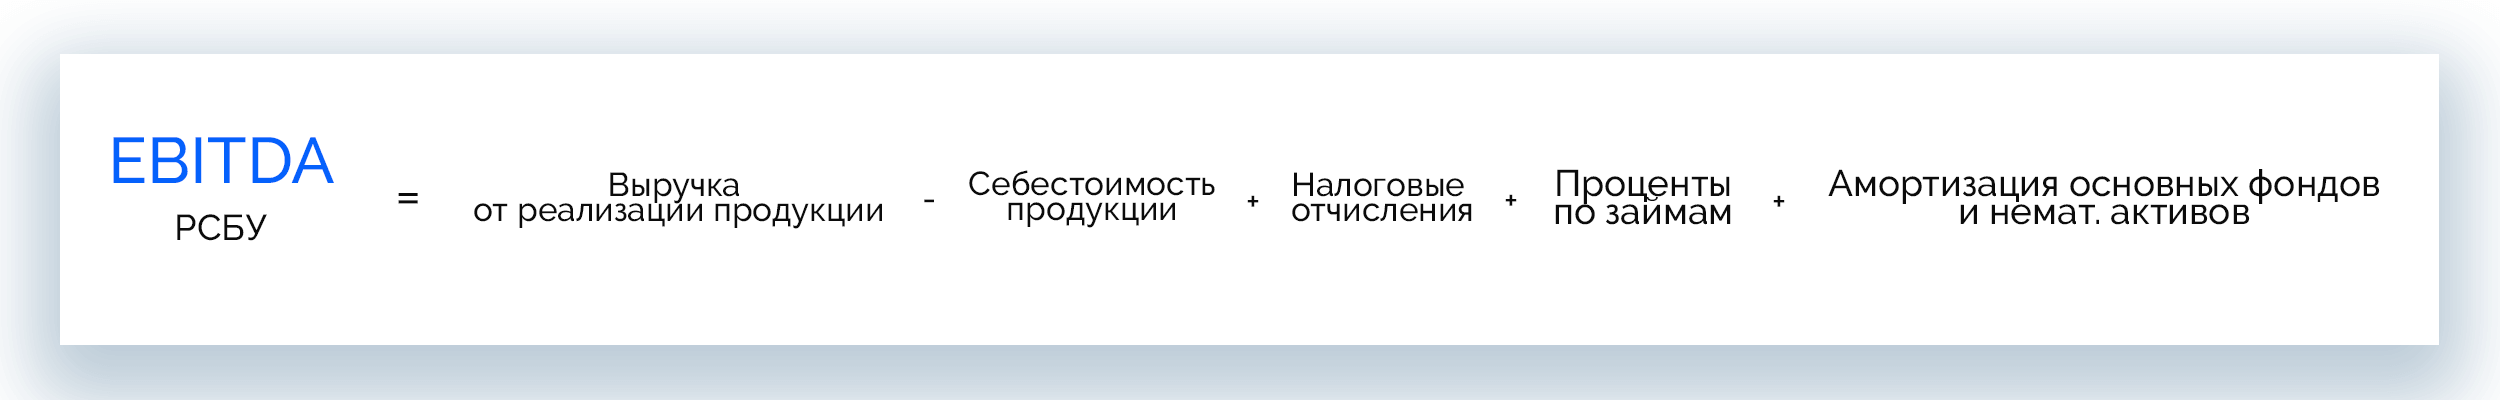 EBITDA
РСБУ
=
Выручка
от реализации продукции
-
Себестоимость
продукции
+
Налоговые
отчисления
+
Проценты
по займам
+
Амортизация основных фондов
и немат. активов